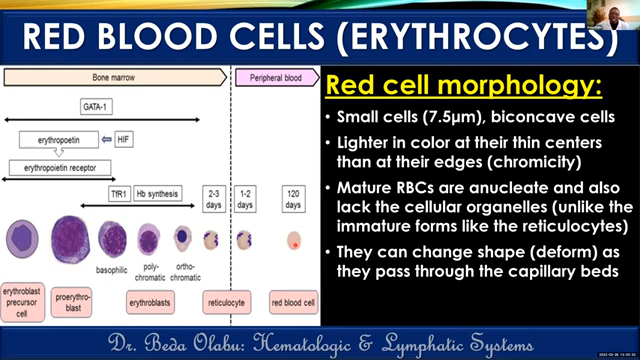 RED BLOOD CELLS (ERYTHROCYTES)
Bone marrow
Peripheral blood
GATA-1
erythropoetin
HIF
erythropoietin receptor
TfR1
Hb synthesis
2-3 days
1-2 days
120 days
basophilic
poly-
chromatic
ortho-
chromatic
erythroblast
precursor
cell
proerythro-
blast
erythroblasts
reticulocyte
red blood cell
Red cell morphology:
• Small cells (7.5µm), biconcave cells
• Lighter in color at their thin centers
than at their edges (chromicity)
• Mature RBCs are anucleate and also
lack the cellular organelles (unlike the
immature forms like the reticulocytes)
• They can change shape (deform) as
they pass through the capillary beds
Dr. Beda Olabu: Hematologic & Lymphatic Systems